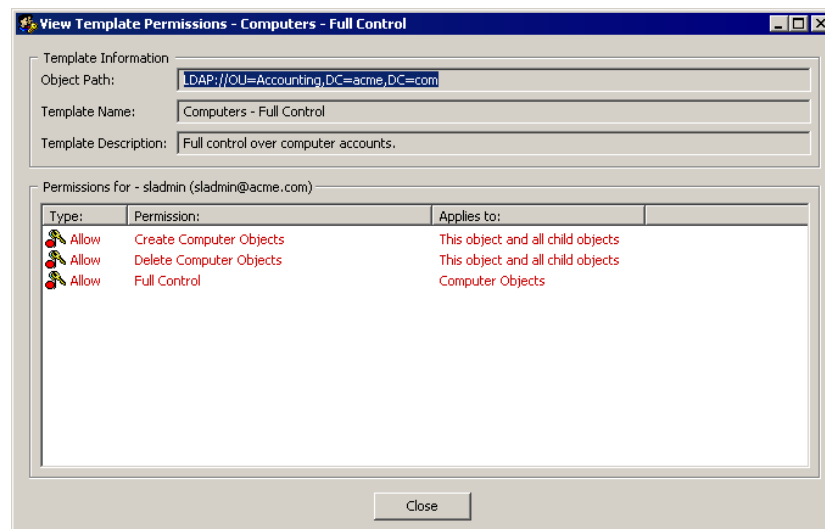 View Template Permissions - Computers - Full Control
Template Information
Object Path: LDAP://OU=Accounting,DC=acme,DC=com
Template Name: Computers - Full Control
Template Description: Full control over computer accounts.
Permissions for - sladmin (sladmin@acme.com)
Type: Permission: Applies to:
Allow Create Computer Objects This object and all child objects
Allow Delete Computer Objects This object and all child objects
Allow Full Control Computer Objects
Close